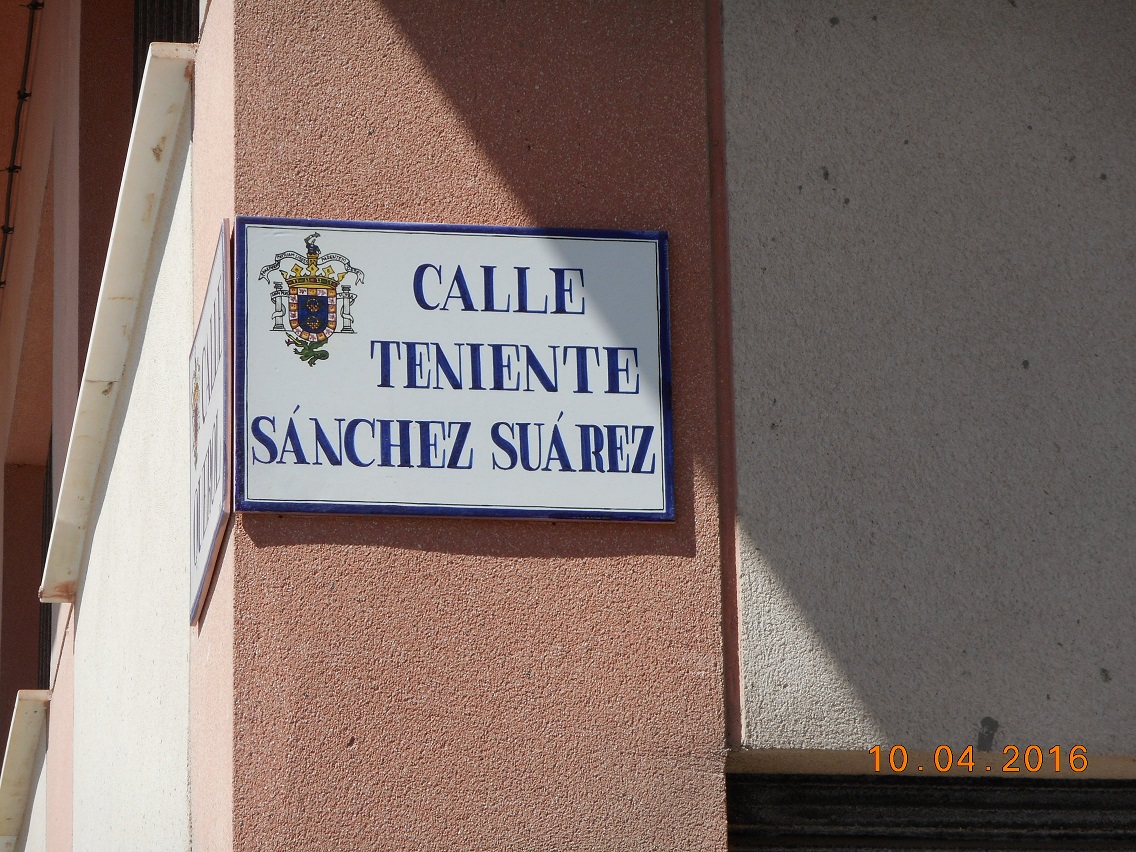 CALLE
TENIENTE
SÁNCHEZ SUÁREZ
10.04.2016